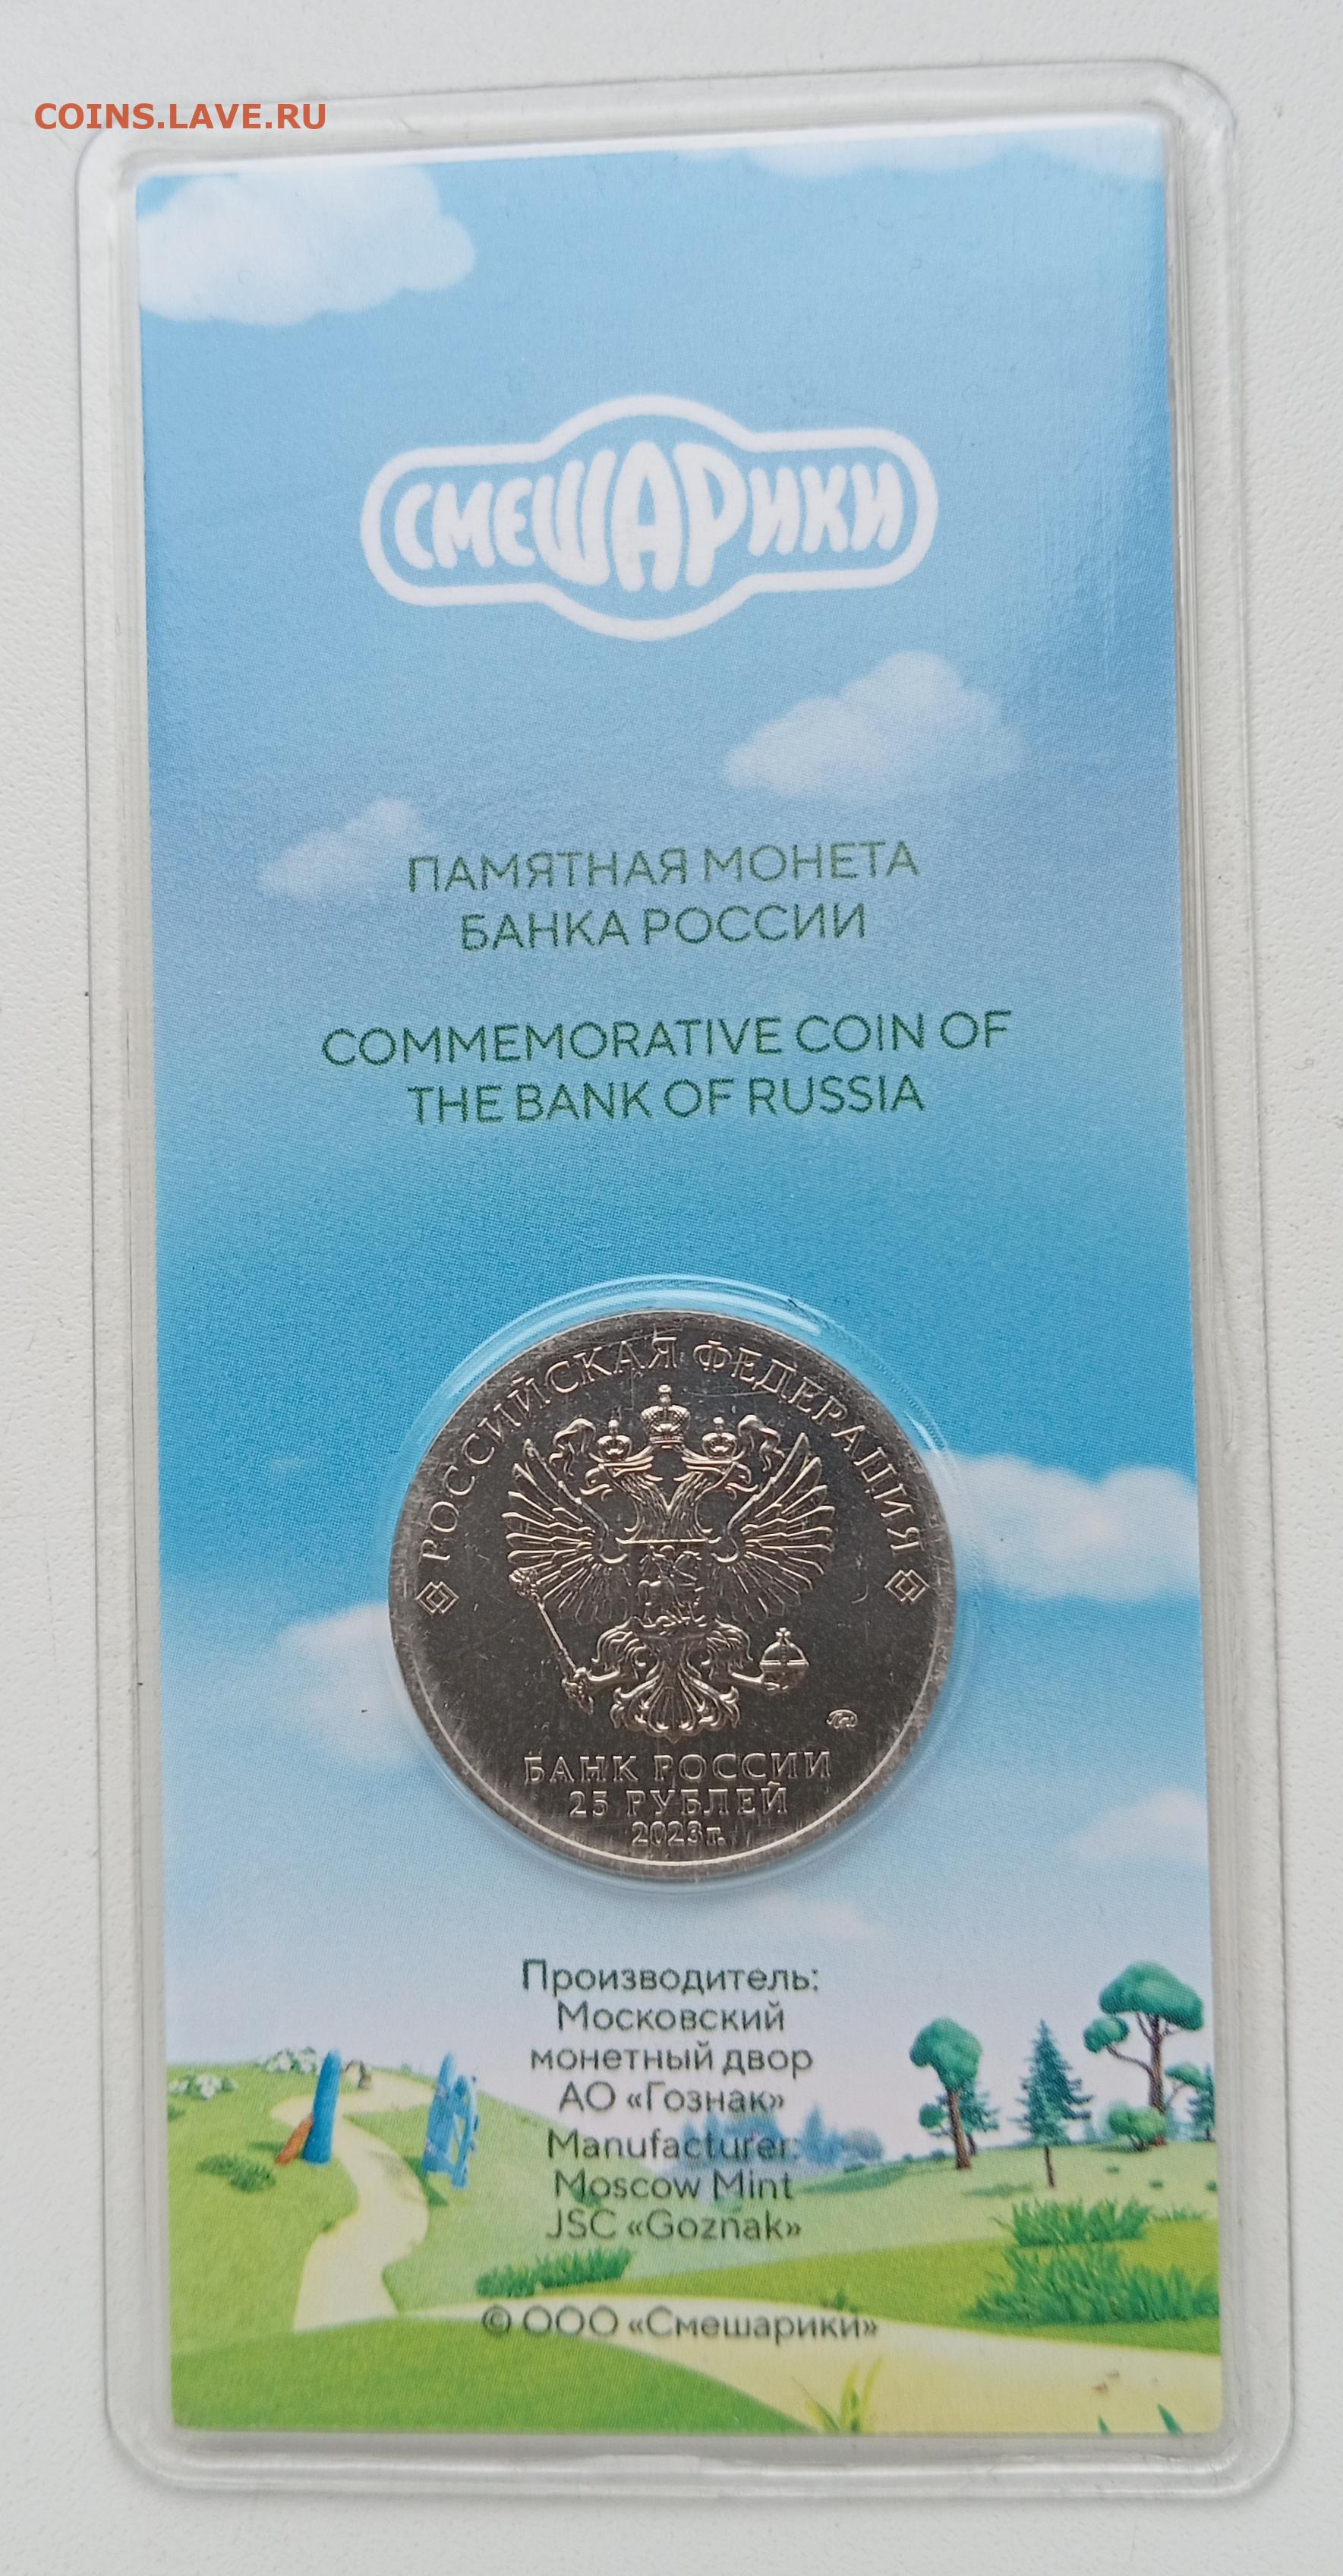 COINS.LAVE.RU
СМЕШАРИКИ
ПАМЯТНАЯ МОНЕТА
БАНКА РОССИИ
COMMEMORATIVE COIN OF
THE BANK OF RUSSIA
РОССИЙСКАЯ ФЕДЕРАЦИЯ
БАНК РОССИИ
25 РУБЛЕЙ
2023 г.
Производитель:
Московский
монетный двор
АО «Гознак»
Manufacturer:
Moscow Mint
JSC «Goznak»
© ООО «Смешарики»